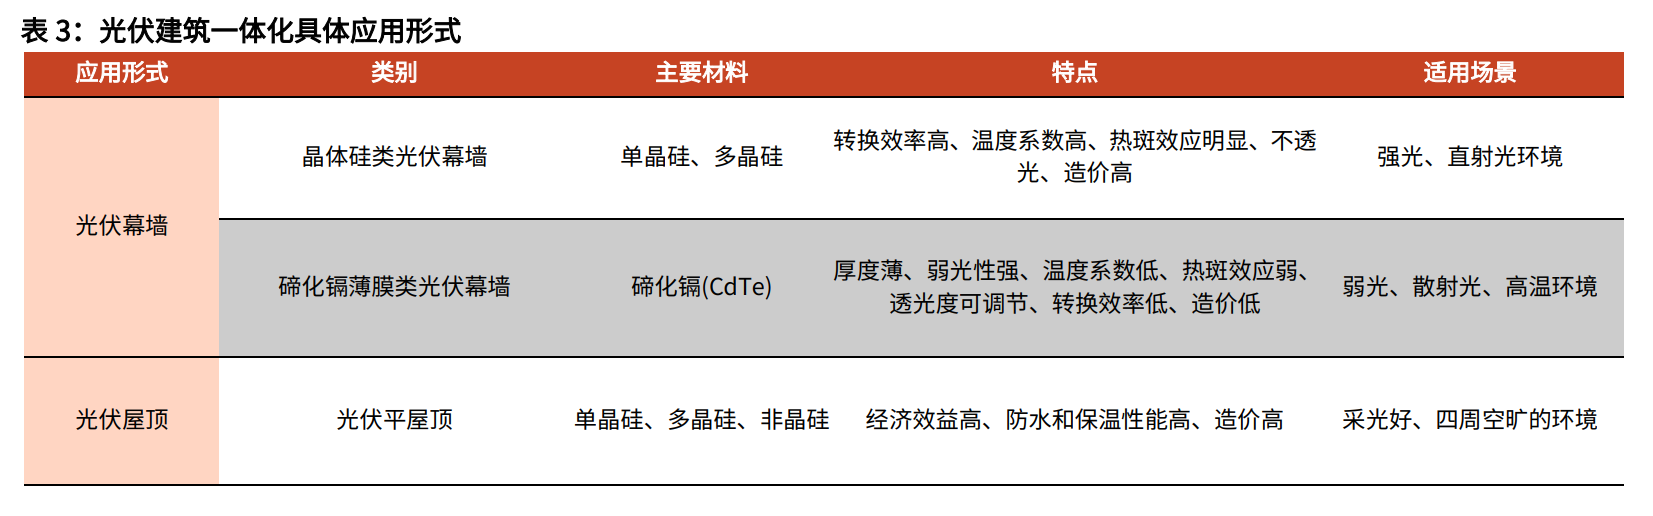 表 3：光伏建筑一体化具体应用形式
应用形式 类别 主要材料 特点 适用场景
光伏幕墙
晶体硅类光伏幕墙 单晶硅、多晶硅 转换效率高、温度系数高、热斑效应明显、不透
光、造价高 强光、直射光环境
碲化镉薄膜类光伏幕墙 碲化镉(CdTe) 厚度薄、弱光性强、温度系数低、热斑效应弱、
透光度可调节、转换效率低、造价低 弱光、散射光、高温环境
光伏屋顶 光伏平屋顶 单晶硅、多晶硅、非晶硅 经济效益高、防水和保温性能高、造价高 采光好、四周空旷的环境